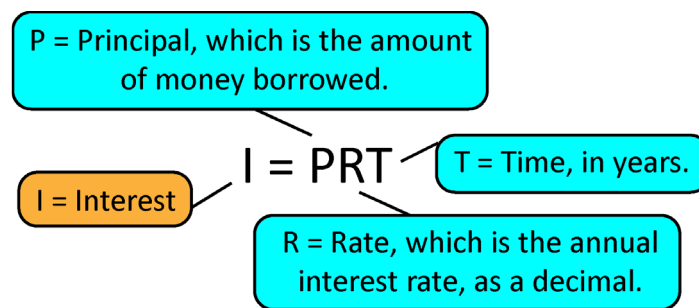 P = Principal, which is the amount
of money borrowed.
I = PRT
T = Time, in years.
I = Interest
R = Rate, which is the annual
interest rate, as a decimal.